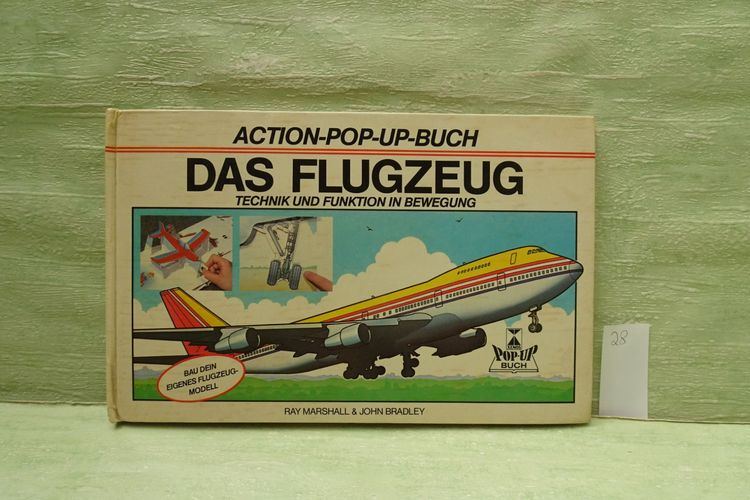 ACTION-POP-UP-BUCH
DAS FLUGZEUG
TECHNIK UND FUNKTION IN BEWEGUNG
BAU DEIN
EIGENES FLUGZEUG-
MODELL
POP-UP
BUCH
RAY MARSHALL & JOHN BRADLEY
28